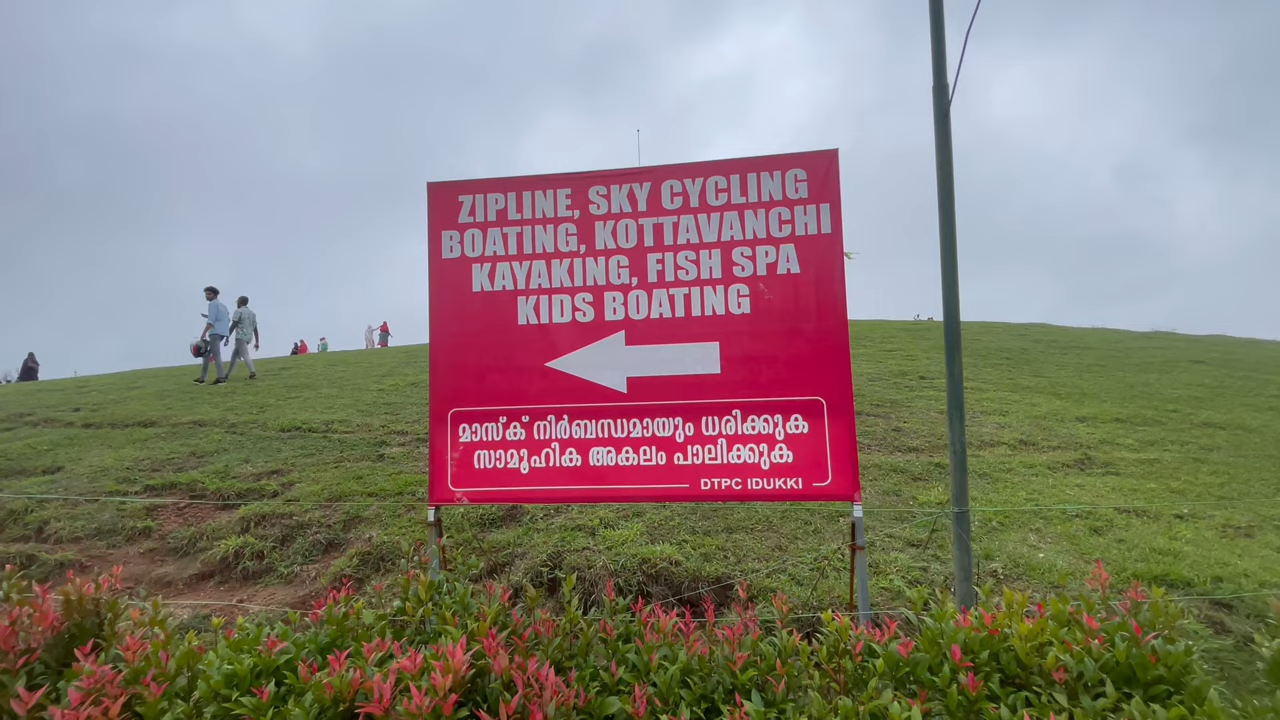 ZIPLINE, SKY CYCLING
BOATING, KOTTAVANCHI
KAYAKING, FISH SPA
KIDS BOATING
മാസ്ക് നിർബന്ധമായും ധരിക്കുക
സാമൂഹിക അകലം പാലിക്കുക
DTPC IDUKKI